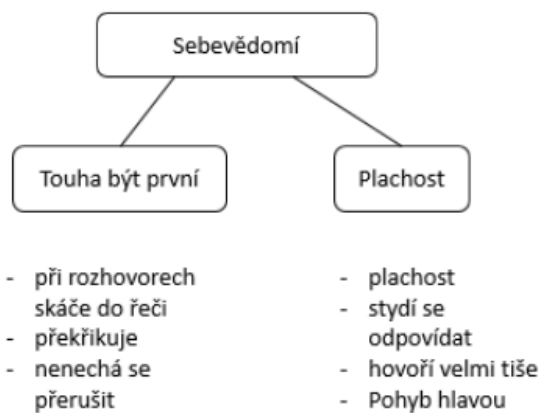 Sebevědomí
Touha být první
Plachost
- při rozhovorech
skáče do řeči
- překřikuje
- nenechá se
přerušit
- plachost
- stydí se
odpovídat
- hovoří velmi tiše
- Pohyb hlavou